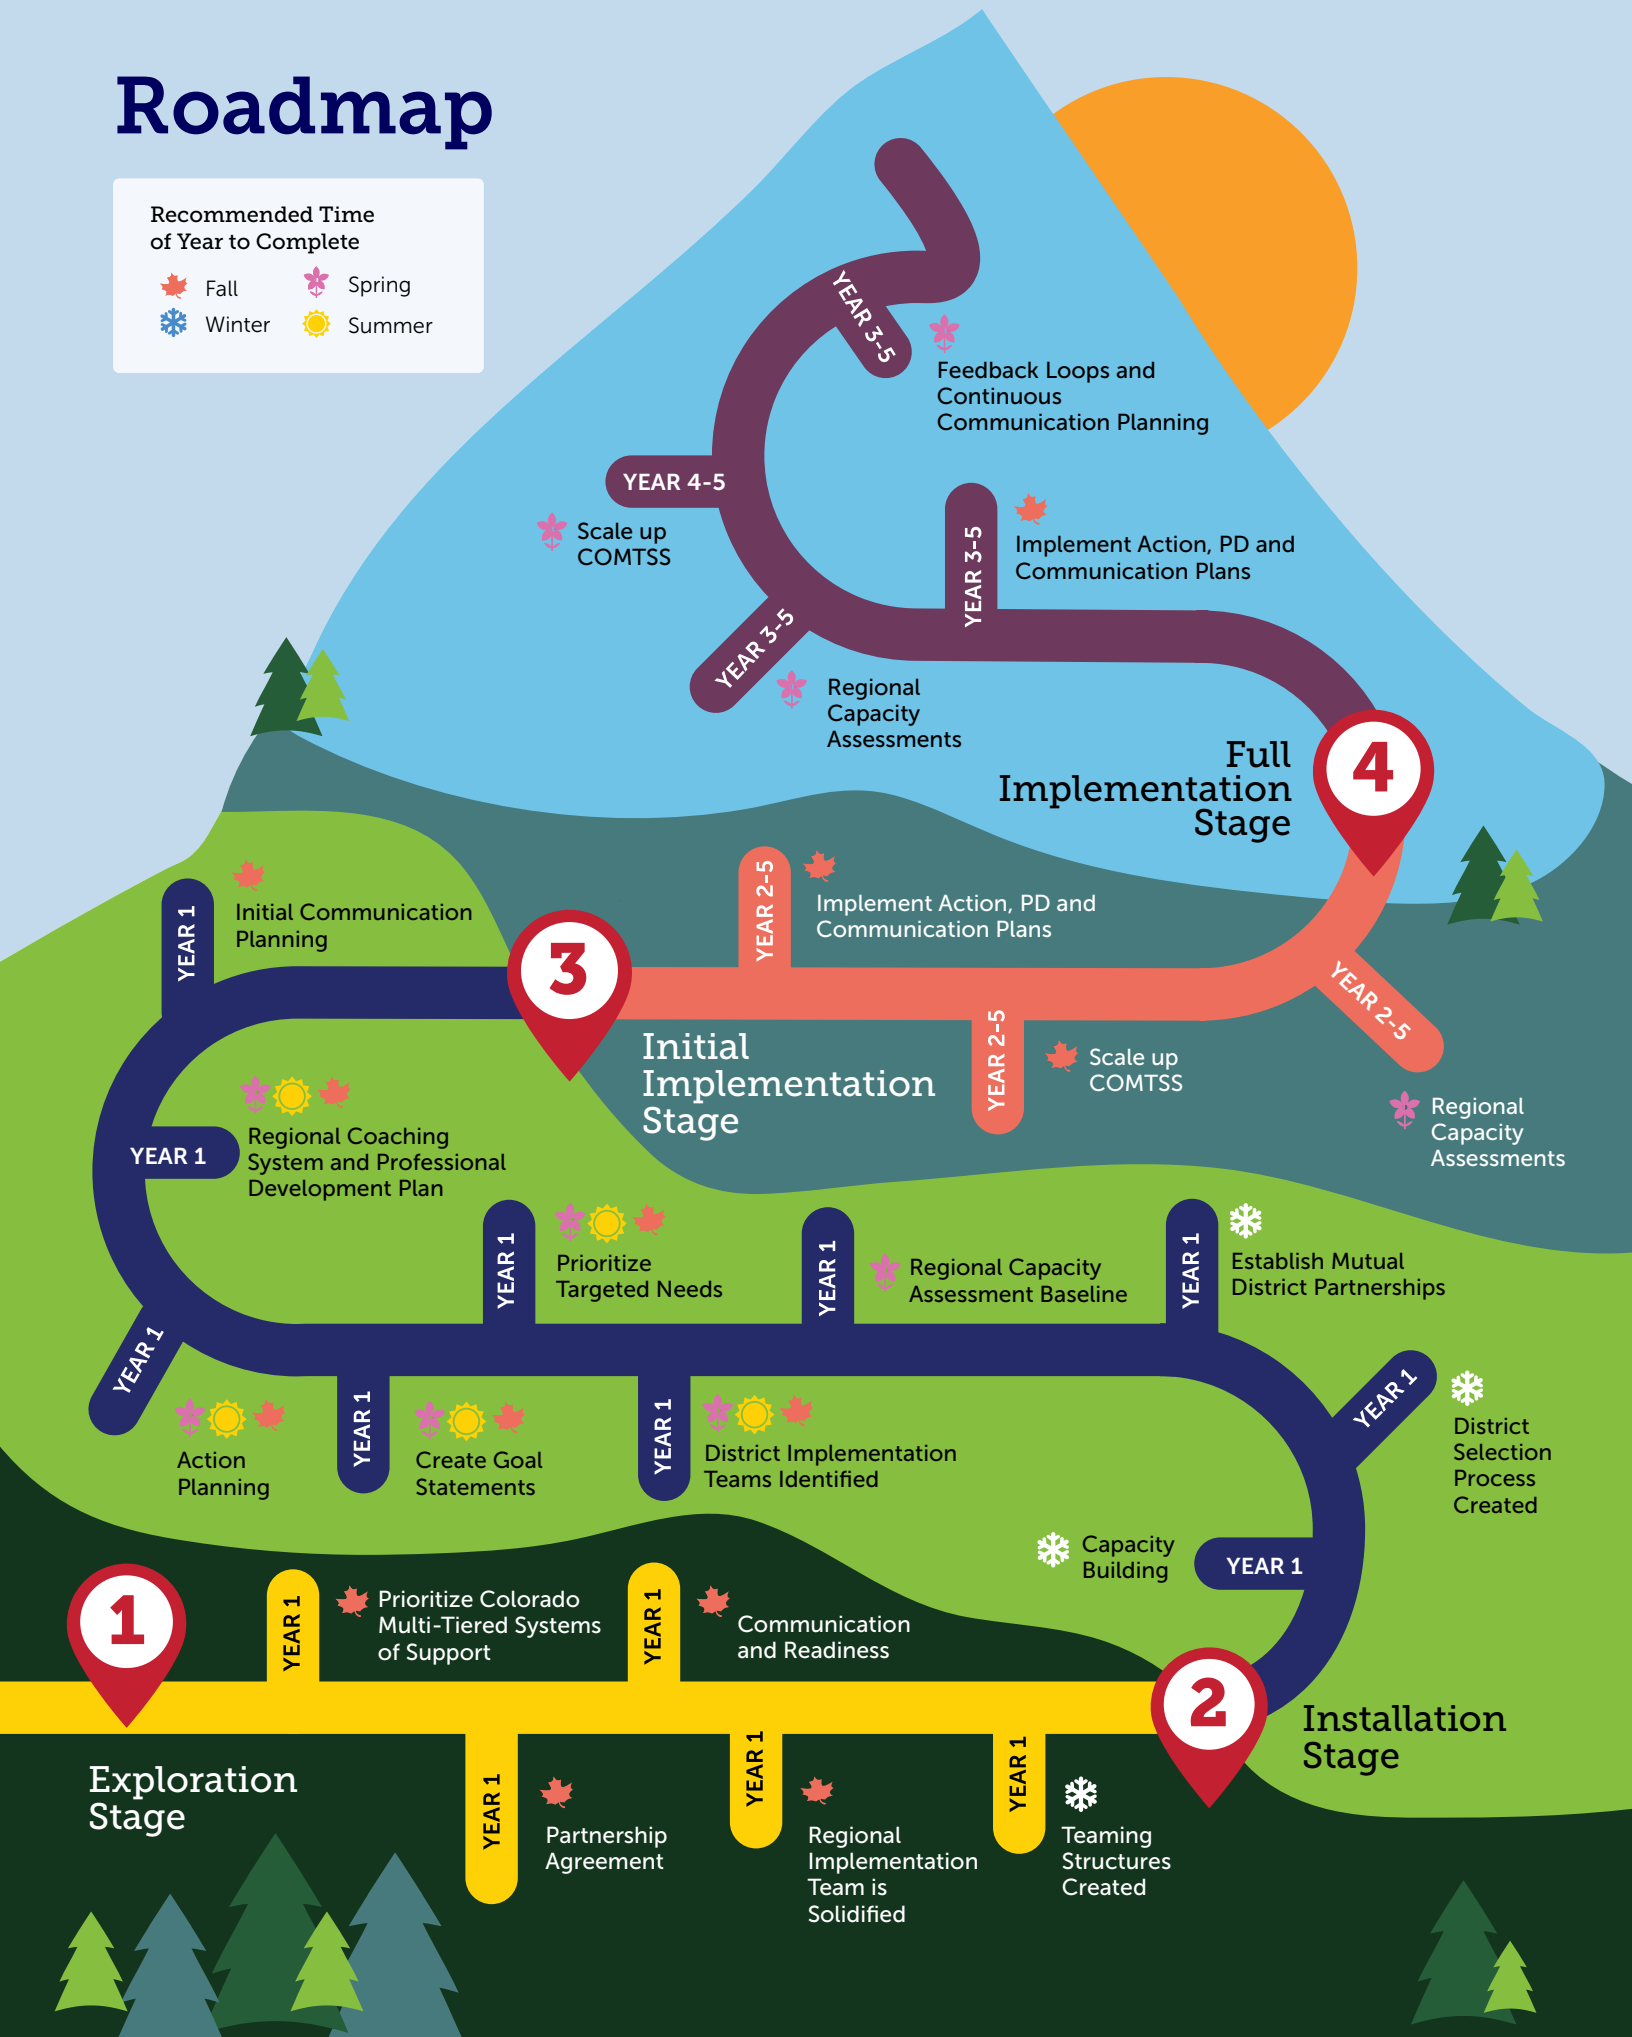 Roadmap
Recommended Time
of Year to Complete
Fall
Spring
Winter
Summer
YEAR 3-5
Feedback Loops and
Continuous
Communication Planning
YEAR 4-5
Scale up
COMTSS
YEAR 3-5
Implement Action, PD and
Communication Plans
YEAR 3-5
Regional
Capacity
Assessments
Full
Implementation
Stage
4
YEAR 2-5
Implement Action, PD and
Communication Plans
YEAR 1
Initial Communication
Planning
3
Initial
Implementation
Stage
YEAR 2-5
Scale up
COMTSS
YEAR 2-5
Regional
Capacity
Assessments
YEAR 1
Regional Coaching
System and Professional
Development Plan
YEAR 1
Prioritize
Targeted Needs
YEAR 1
Regional Capacity
Assessment Baseline
YEAR 1
Establish Mutual
District Partnerships
YEAR 1
Action
Planning
YEAR 1
Create Goal
Statements
YEAR 1
District Implementation
Teams Identified
YEAR 1
District
Selection
Process
Created
Capacity
Building
YEAR 1
1
YEAR 1
Prioritize Colorado
Multi-Tiered Systems
of Support
YEAR 1
Communication
and Readiness
2
Installation
Stage
Exploration
Stage
YEAR 1
Partnership
Agreement
YEAR 1
Regional
Implementation
Team is
Solidified
YEAR 1
Teaming
Structures
Created